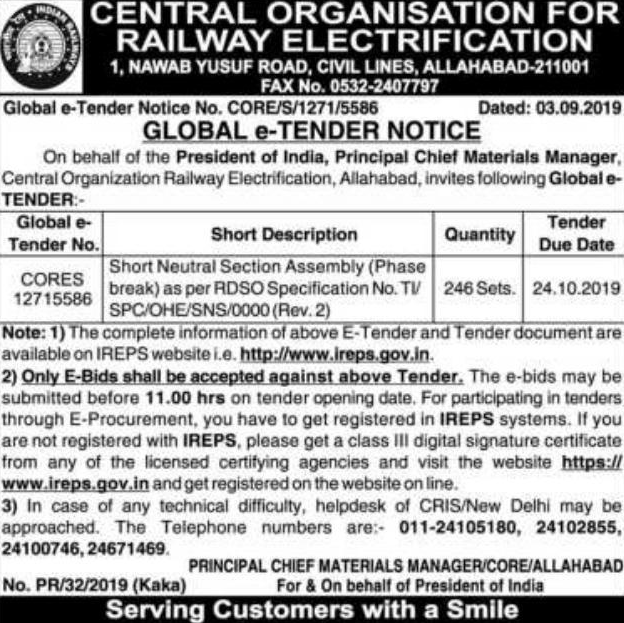 CENTRAL ORGANISATION FOR
RAILWAY ELECTRIFICATION
1, NAWAB YUSUF ROAD, CIVIL LINES, ALLAHABAD-211001
FAX No. 0532-2407797
Global e-Tender Notice No. CORE/S/1271/5586 Dated: 03.09.2019
GLOBAL e-TENDER NOTICE
On behalf of the President of India, Principal Chief Materials Manager,
Central Organization Railway Electrification, Allahabad, invites following Global e-
TENDER:-
Global e-
Tender No.
Short Description
Quantity
Tender
Due Date
CORES
12715586
Short Neutral Section Assembly (Phase
break) as per RDSO Specification No. TI/
SPC/OHE/SNS/0000 (Rev. 2)
246 Sets.
24.10.2019
Note: 1) The complete information of above E-Tender and Tender document are
available on IREPS website i.e. http://www.ireps.gov.in.
2) Only E-Bids shall be accepted against above Tender. The e-bids may be
submitted before 11.00 hrs on tender opening date. For participating in tenders
through E-Procurement, you have to get registered in IREPS systems. If you
are not registered with IREPS, please get a class III digital signature certificate
from any of the licensed certifying agencies and visit the website https://
www.ireps.gov.in and get registered on the website on line.
3) In case of any technical difficulty, helpdesk of CRIS/New Delhi may be
approached. The Telephone numbers are:- 011-24105180, 24102855,
24100746, 24671469.
PRINCIPAL CHIEF MATERIALS MANAGER/CORE/ALLAHABAD
No. PR/32/2019 (Kaka) For & On behalf of President of India
Serving Customers with a Smile